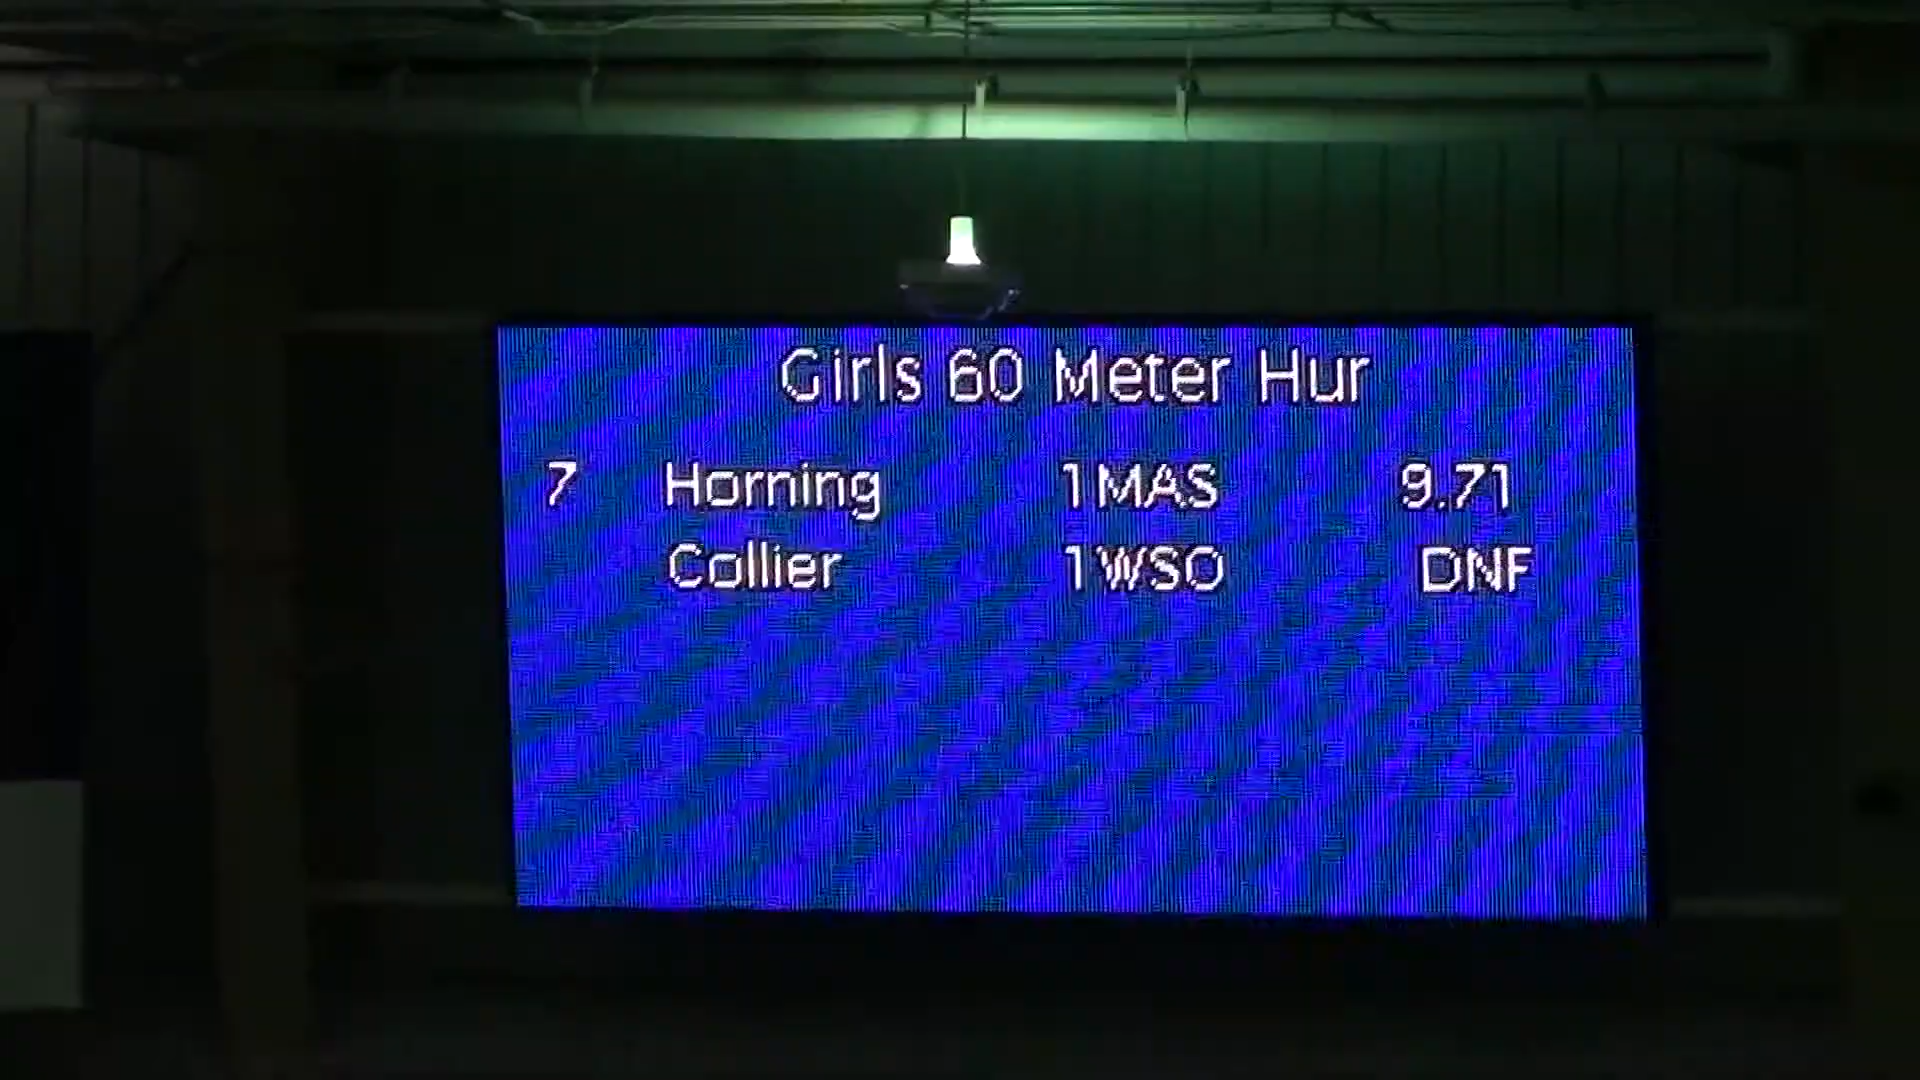 Girls 60 Meter Hur
7 Horning 1MAS 9.71
Collier 1WSO DNF